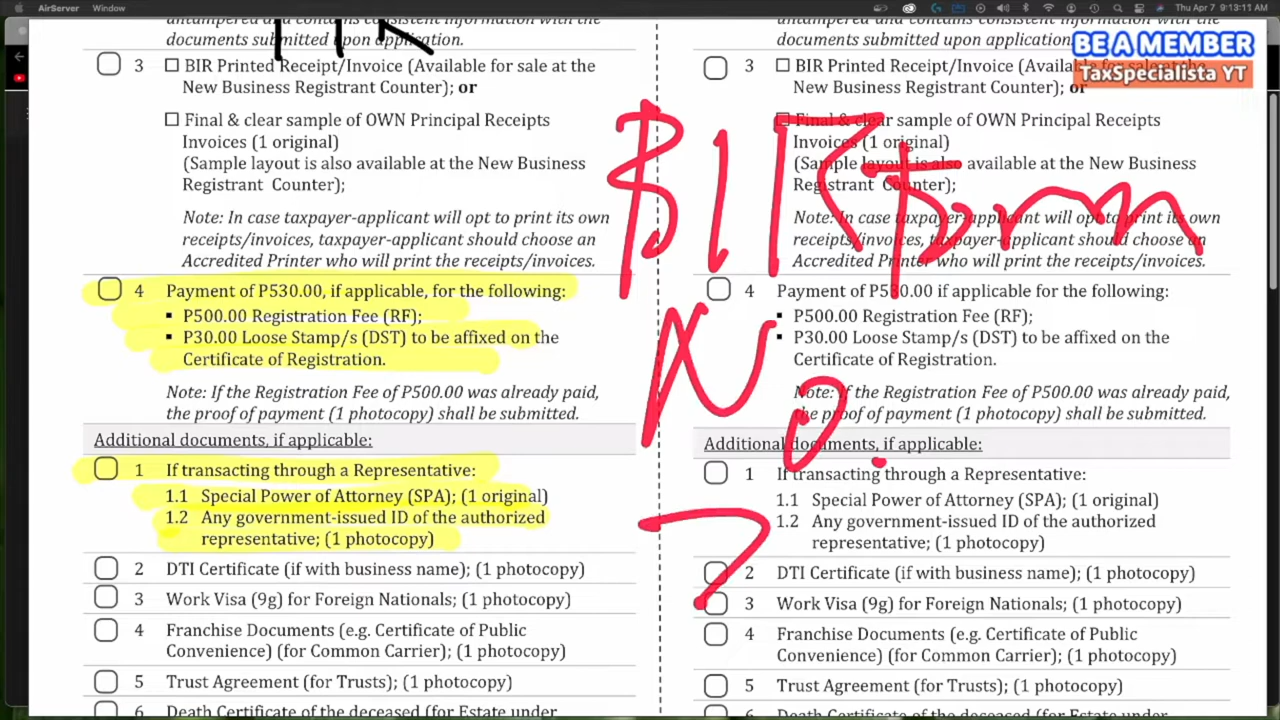 AirServer Window Thu Apr 7 9:13:11 AM
BE A MEMBER
TaxSpecialista YT
documents submitted upon application.
3 ☐ BIR Printed Receipt/Invoice (Available for sale at the
New Business Registrant Counter); or
☐ Final & clear sample of OWN Principal Receipts
Invoices (1 original)
(Sample layout is also available at the New Business
Registrant Counter);
Note: In case taxpayer-applicant will opt to print its own
receipts/invoices, taxpayer-applicant should choose an
Accredited Printer who will print the receipts/invoices.
4 Payment of P530.00, if applicable, for the following:
▪ P500.00 Registration Fee (RF);
▪ P30.00 Loose Stamp/s (DST) to be affixed on the
Certificate of Registration.
Note: If the Registration Fee of P500.00 was already paid,
the proof of payment (1 photocopy) shall be submitted.
Additional documents, if applicable:
1 If transacting through a Representative:
1.1 Special Power of Attorney (SPA); (1 original)
1.2 Any government-issued ID of the authorized
representative; (1 photocopy)
2 DTI Certificate (if with business name); (1 photocopy)
3 Work Visa (9g) for Foreign Nationals; (1 photocopy)
4 Franchise Documents (e.g. Certificate of Public
Convenience) (for Common Carrier); (1 photocopy)
5 Trust Agreement (for Trusts); (1 photocopy)
6 Death Certificate of the deceased (for Estate under
documents submitted upon application.
3 ☐ BIR Printed Receipt/Invoice (Available for sale at the
New Business Registrant Counter); or
☐ Final & clear sample of OWN Principal Receipts
Invoices (1 original)
(Sample layout is also available at the New Business
Registrant Counter);
Note: In case taxpayer-applicant will opt to print its own
receipts/invoices, taxpayer-applicant should choose an
Accredited Printer who will print the receipts/invoices.
4 Payment of P530.00 if applicable for the following:
▪ P500.00 Registration Fee (RF);
▪ P30.00 Loose Stamp/s (DST) to be affixed on the
Certificate of Registration.
Note: If the Registration Fee of P500.00 was already paid,
the proof of payment (1 photocopy) shall be submitted.
Additional documents, if applicable:
1 If transacting through a Representative:
1.1 Special Power of Attorney (SPA); (1 original)
1.2 Any government-issued ID of the authorized
representative; (1 photocopy)
2 DTI Certificate (if with business name); (1 photocopy)
3 Work Visa (9g) for Foreign Nationals; (1 photocopy)
4 Franchise Documents (e.g. Certificate of Public
Convenience) (for Common Carrier); (1 photocopy)
5 Trust Agreement (for Trusts); (1 photocopy)
6 Death Certificate of the deceased (for Estate under
BIR Form
No.